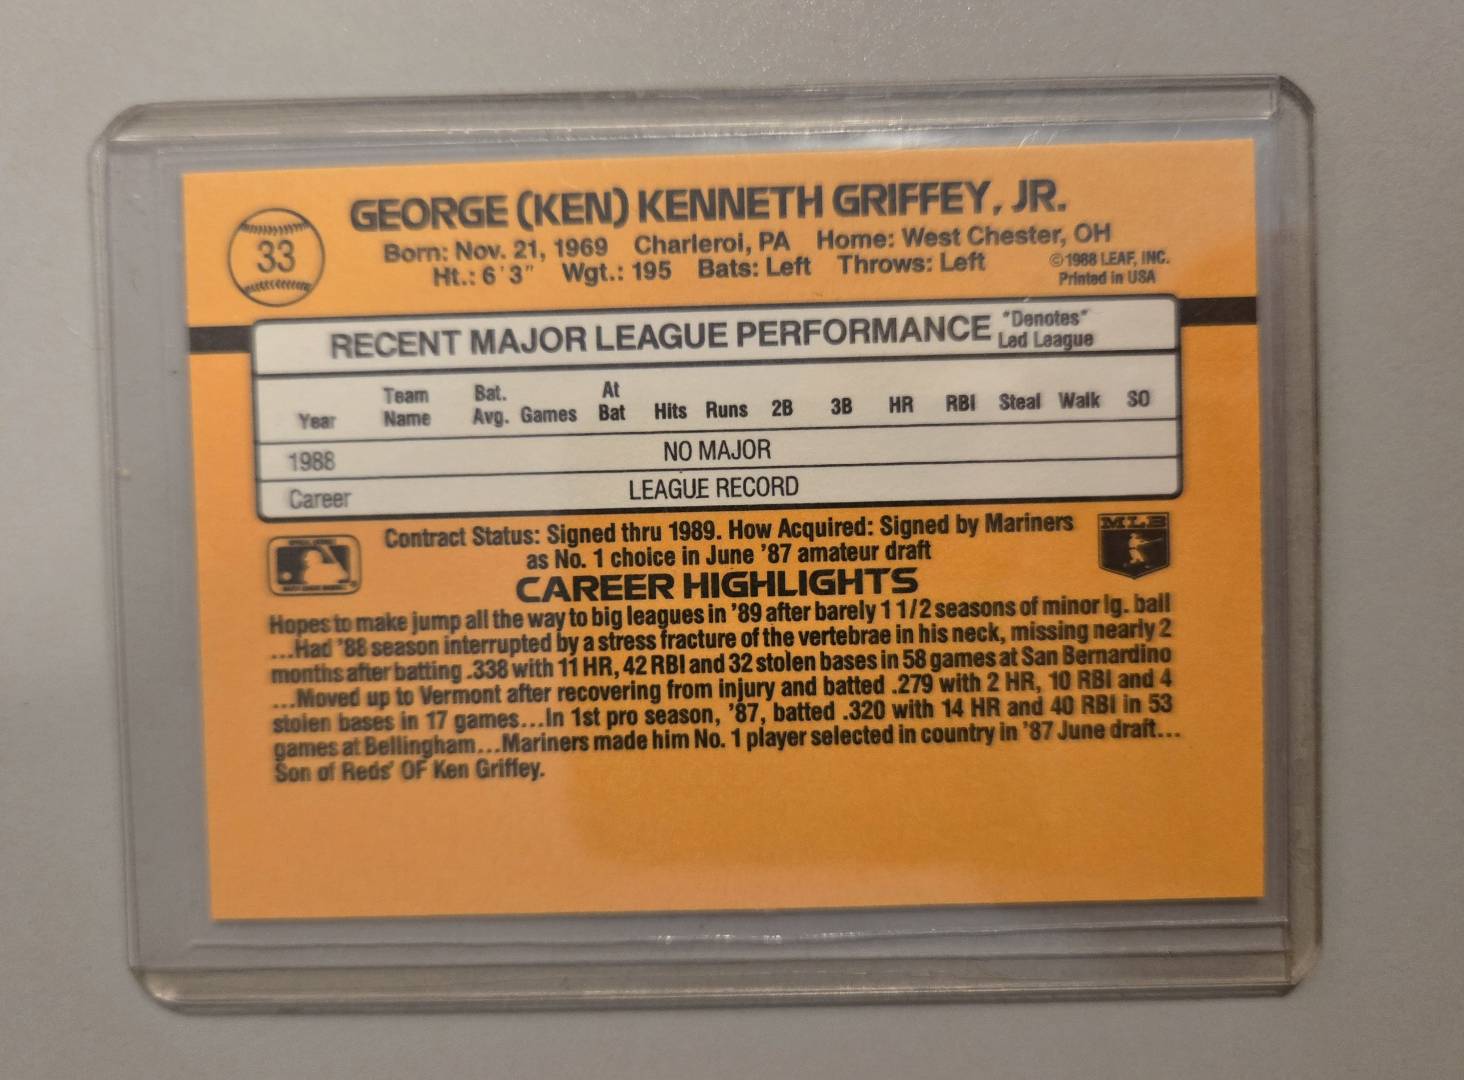 GEORGE (KEN) KENNETH GRIFFEY, JR.
33
Born: Nov. 21, 1969 Charleroi, PA Home: West Chester, OH
Ht.: 6'3" Wgt.: 195 Bats: Left Throws: Left
©1988 LEAF, INC.
Printed in USA
RECENT MAJOR LEAGUE PERFORMANCE
"Denotes"
Led League
Year Team Name Bat. Avg. Games At Bat Hits Runs 2B 3B HR RBI Steal Walk SO
1988 NO MAJOR
Career LEAGUE RECORD
Contract Status: Signed thru 1989. How Acquired: Signed by Mariners
as No. 1 choice in June '87 amateur draft
MLB
CAREER HIGHLIGHTS
Hopes to make jump all the way to big leagues in '89 after barely 1 1/2 seasons of minor lg. ball
...Had '88 season interrupted by a stress fracture of the vertebrae in his neck, missing nearly 2
months after batting .338 with 11 HR, 42 RBI and 32 stolen bases in 58 games at San Bernardino
...Moved up to Vermont after recovering from injury and batted .279 with 2 HR, 10 RBI and 4
stolen bases in 17 games...In 1st pro season, '87, batted .320 with 14 HR and 40 RBI in 53
games at Bellingham...Mariners made him No. 1 player selected in country in '87 June draft...
Son of Reds' OF Ken Griffey.